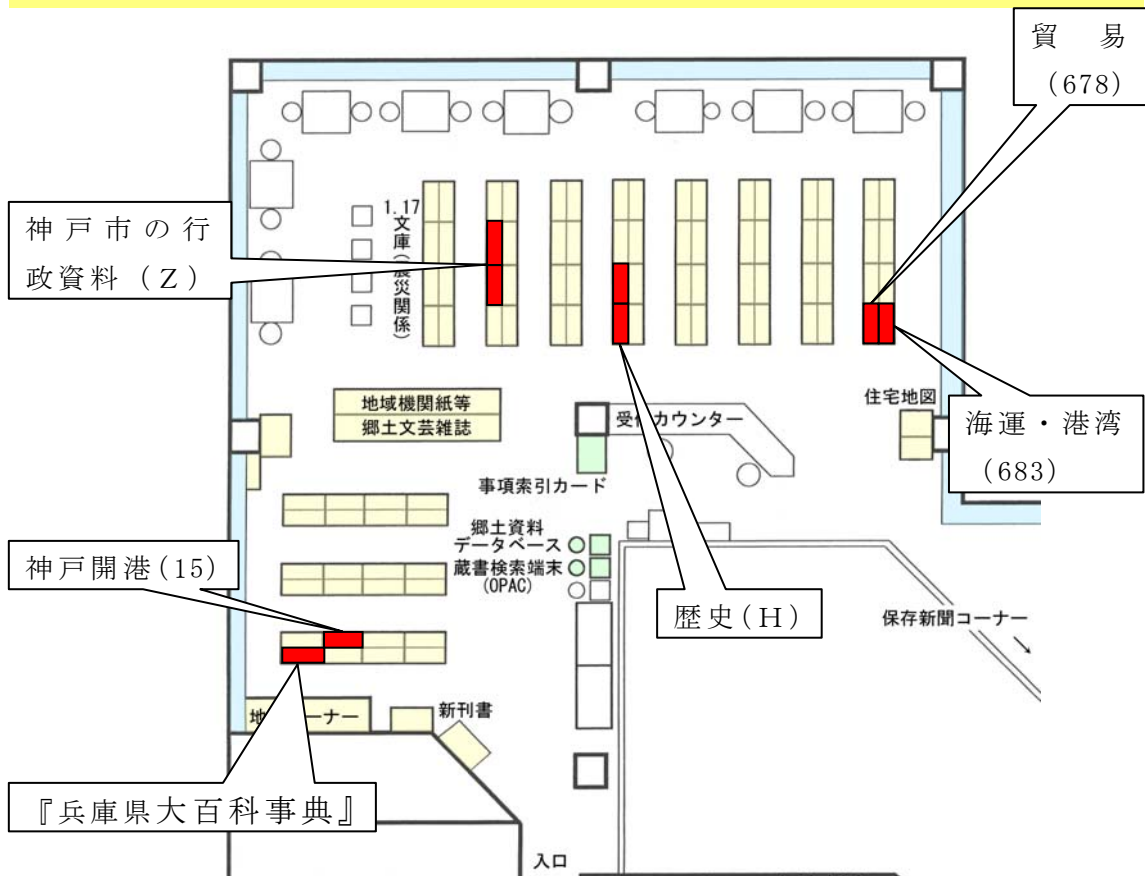 貿易
(678)
神戸市の行
政資料(Z)
1.17
文庫(震災関係)
住宅地図
海運・港湾
(683)
地域機関紙等
郷土文芸雑誌
受付カウンター
事項索引カード
郷土資料
データベース
蔵書検索端末
(OPAC)
神戸開港(15)
歴史(H)
保存新聞コーナー
新刊書
地 ーナー
『兵庫県大百科事典』
入口